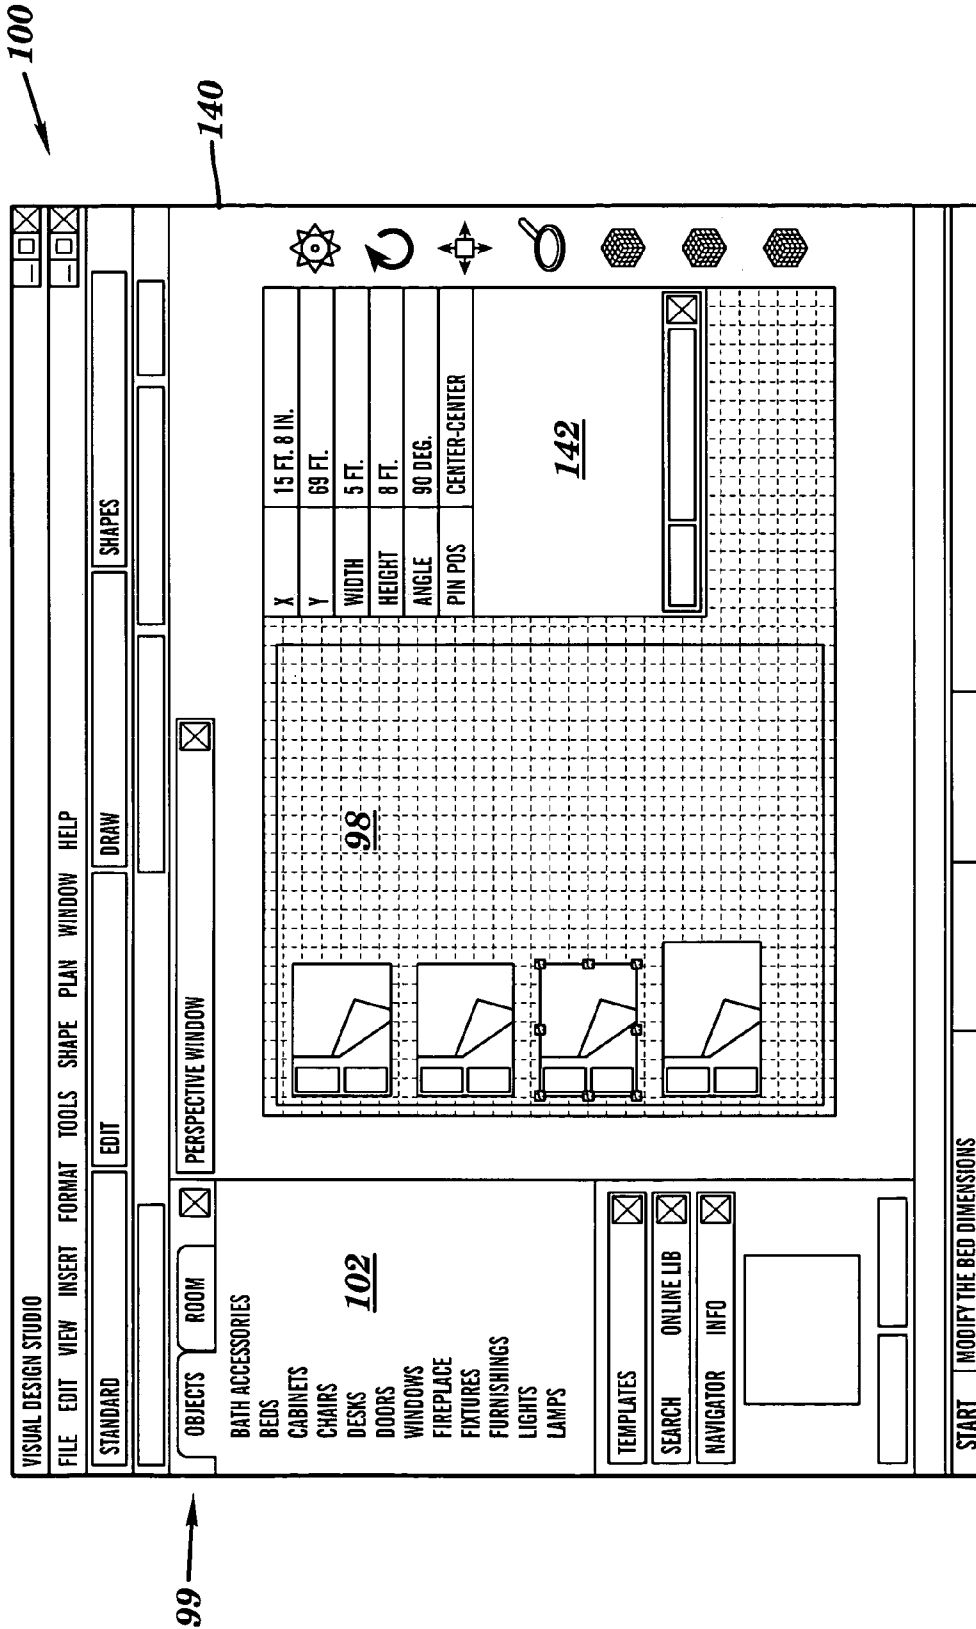 100
140
99
VISUAL DESIGN STUDIO
FILE EDIT VIEW INSERT FORMAT TOOLS SHAPE PLAN WINDOW HELP
STANDARD EDIT DRAW SHAPES
OBJECTS ROOM
PERSPECTIVE WINDOW
BATH ACCESSORIES
BEDS
CABINETS
CHAIRS
DESKS
DOORS
WINDOWS
FIREPLACE
FIXTURES
FURNISHINGS
LIGHTS
LAMPS
102
98
X 15 FT. 8 IN.
Y 69 FT.
WIDTH 5 FT.
HEIGHT 8 FT.
ANGLE 90 DEG.
PIN POS CENTER-CENTER
142
TEMPLATES
SEARCH ONLINE LIB
NAVIGATOR INFO
START MODIFY THE BED DIMENSIONS